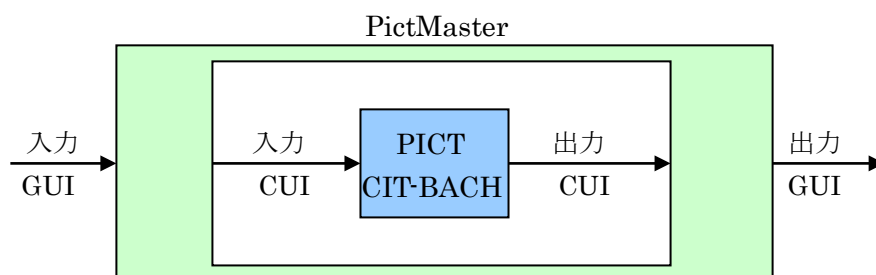 PictMaster
入力
GUI
入力
CUI
PICT
CIT-BACH
出力
CUI
出力
GUI